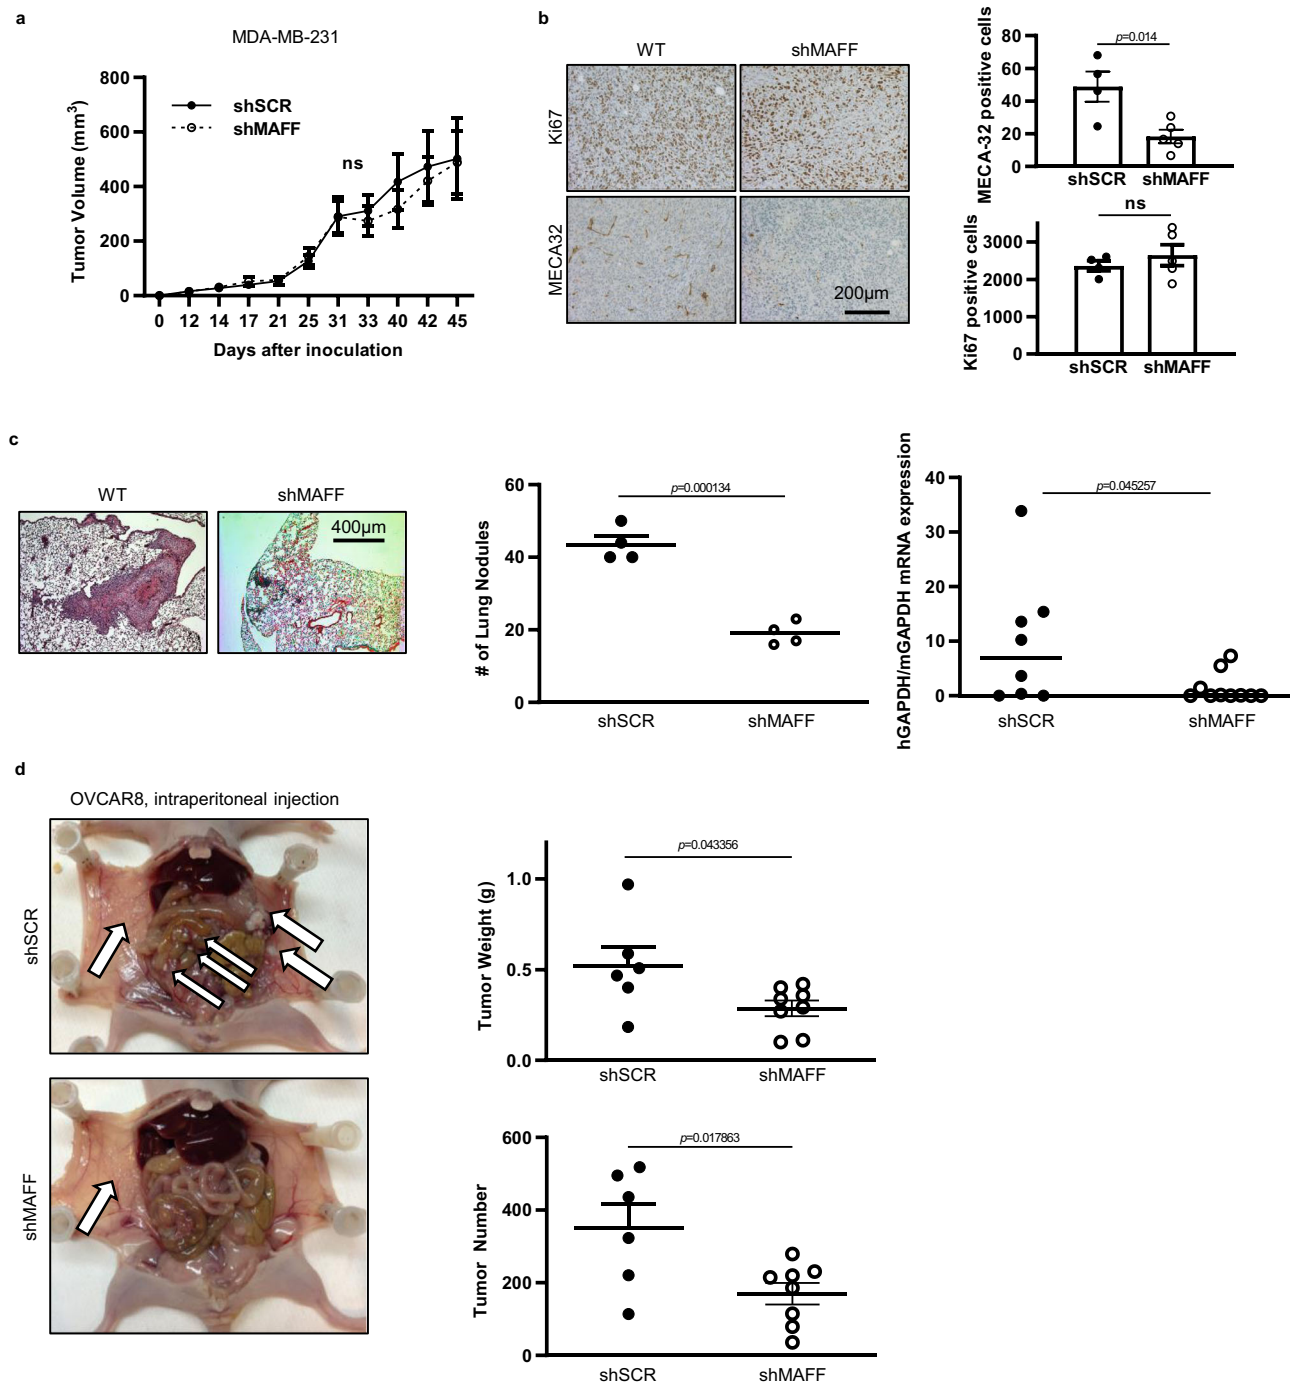 a
MDA-MB-231
Tumor Volume (mm³)
800
600
400
200
0
shSCR
shMAFF
ns
0 12 14 17 21 25 31 33 40 42 45
Days after inoculation
b
WT shMAFF
Ki67
MECA32
200µm
MECA-32 positive cells
80
60
40
20
0
p=0.014
shSCR shMAFF
Ki67 positive cells
ns
3000
2000
1000
0
shSCR shMAFF
c
WT shMAFF
400µm
# of Lung Nodules
60
40
20
0
p=0.000134
shSCR shMAFF
hGAPDH/mGAPDH mRNA expression
40
30
20
10
0
p=0.045257
shSCR shMAFF
d
OVCAR8, intraperitoneal injection
shSCR
shMAFF
Tumor Weight (g)
1.0
0.5
0.0
p=0.043356
shSCR shMAFF
Tumor Number
600
400
200
0
p=0.017863
shSCR shMAFF